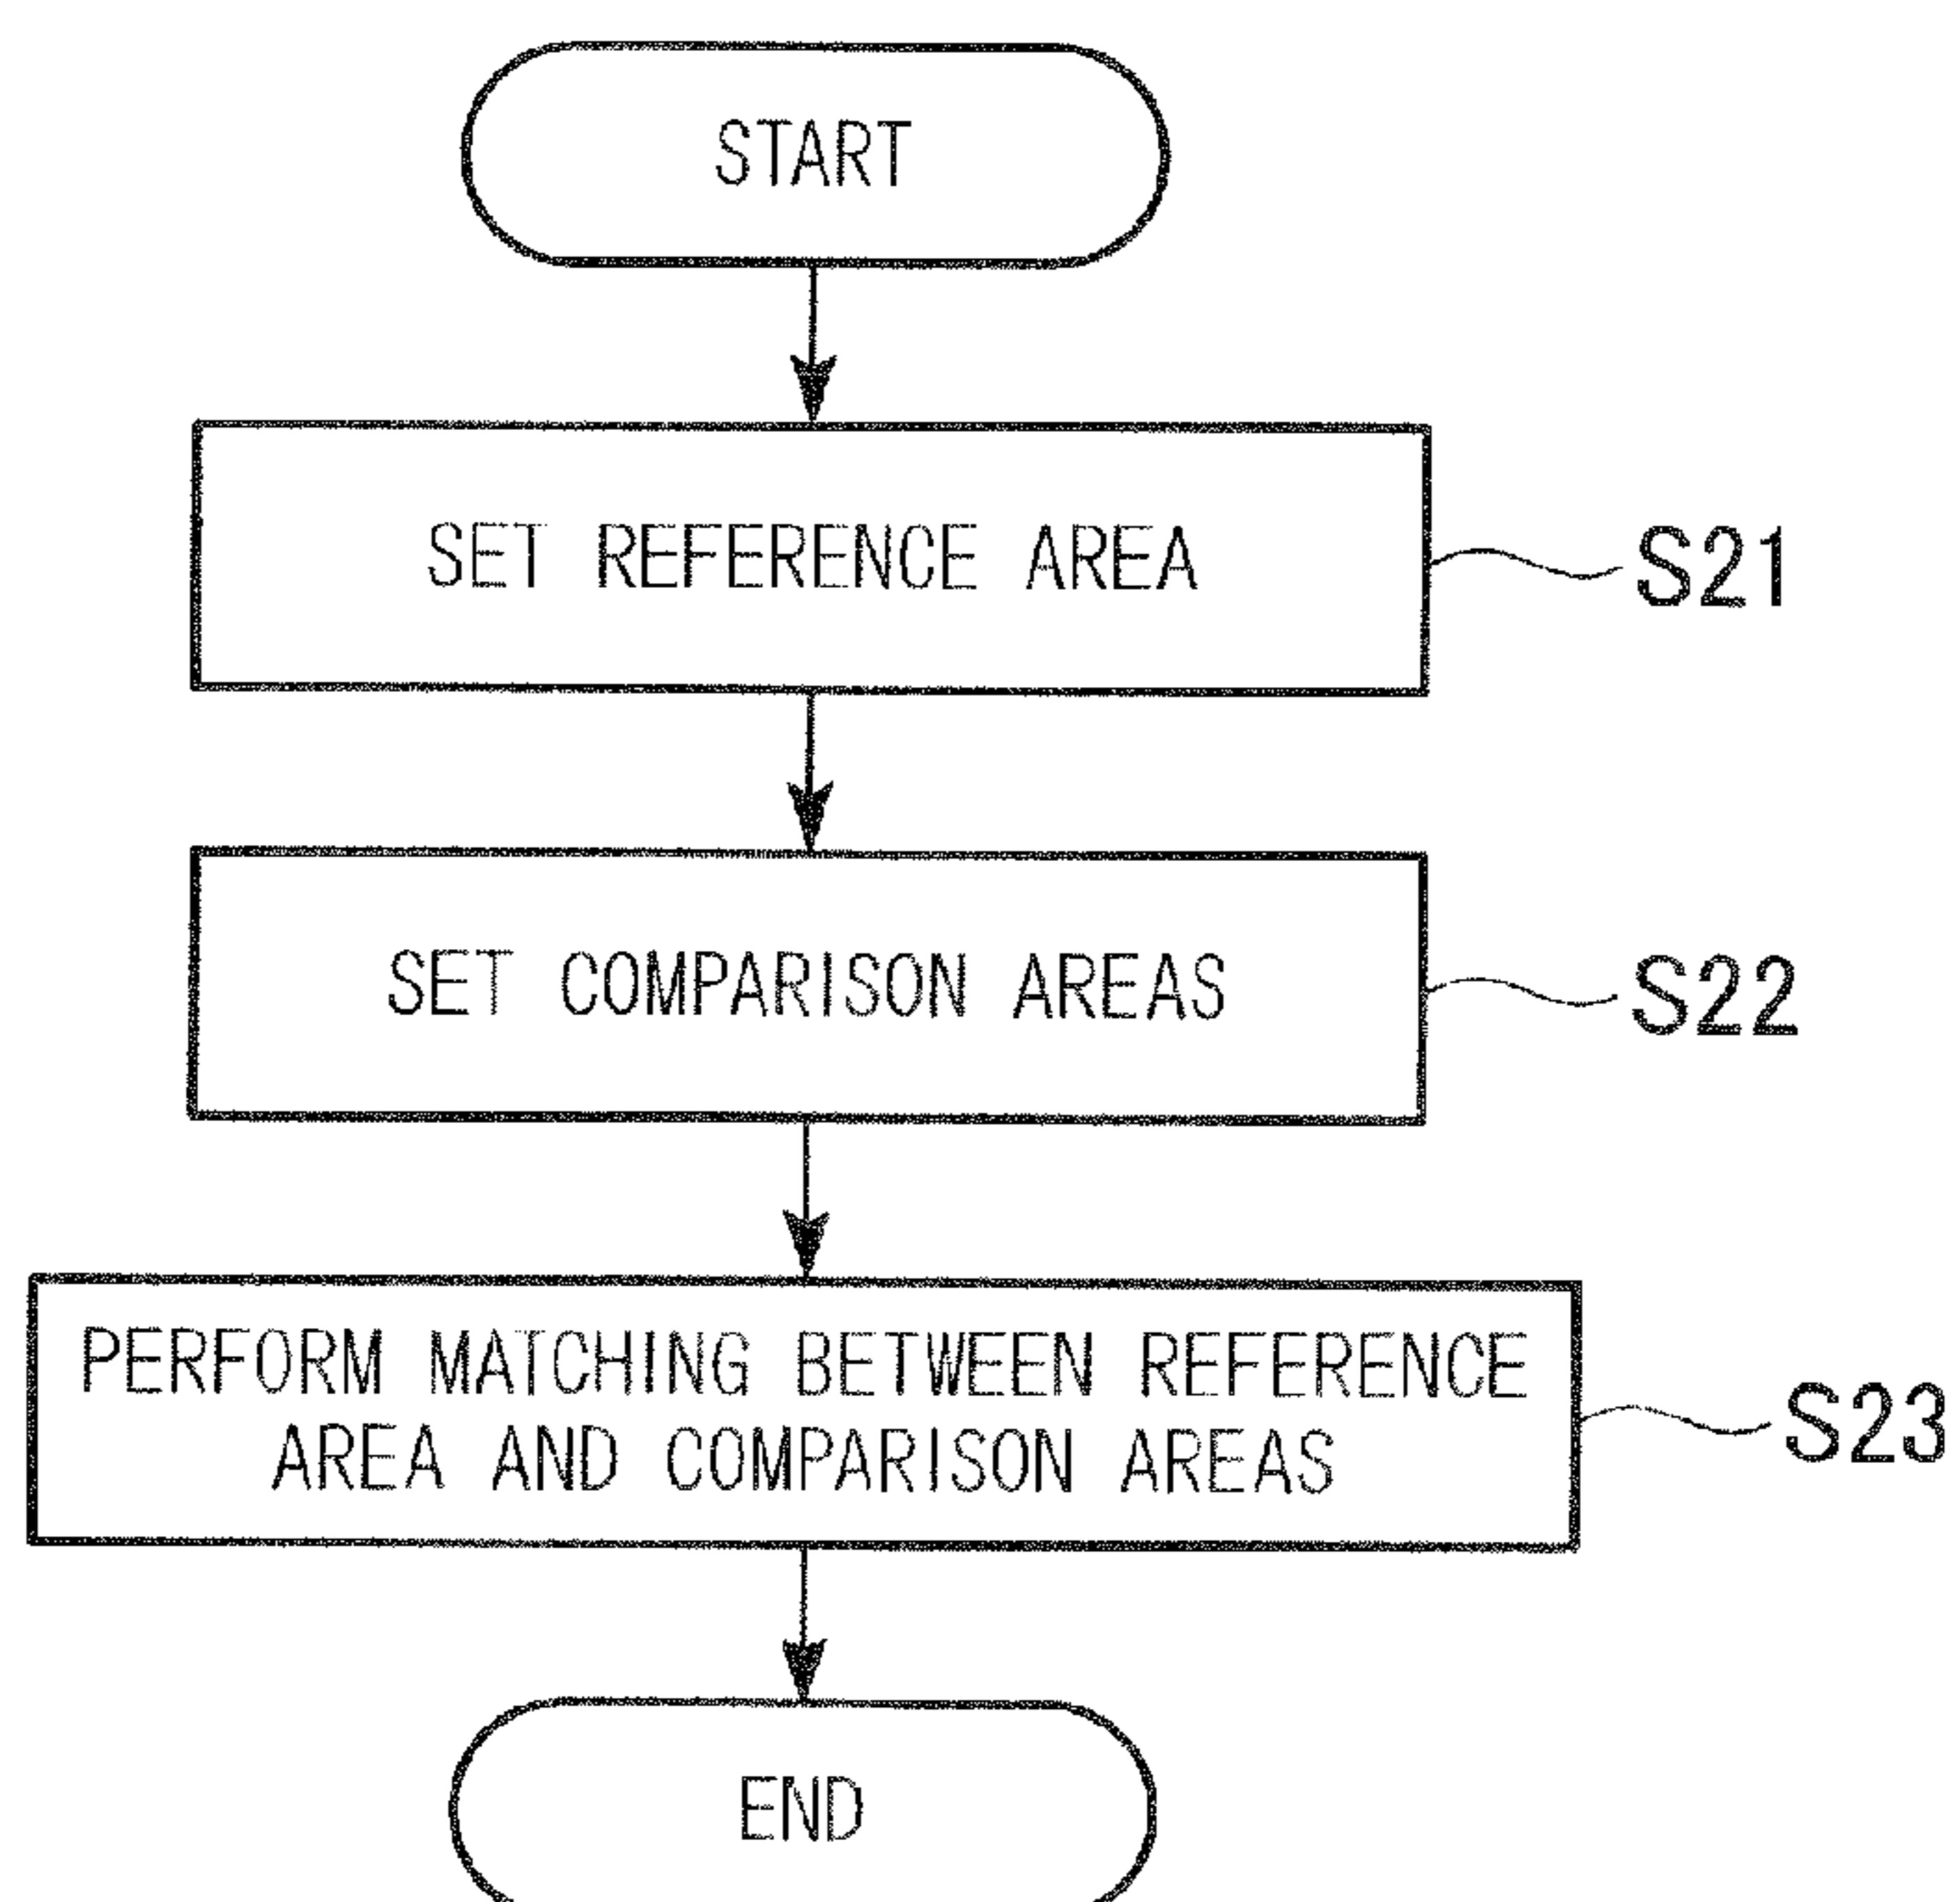 START
SET REFERENCE AREA
S21
SET COMPARISON AREAS
S22
PERFORM MATCHING BETWEEN REFERENCE
AREA AND COMPARISON AREAS
S23
END